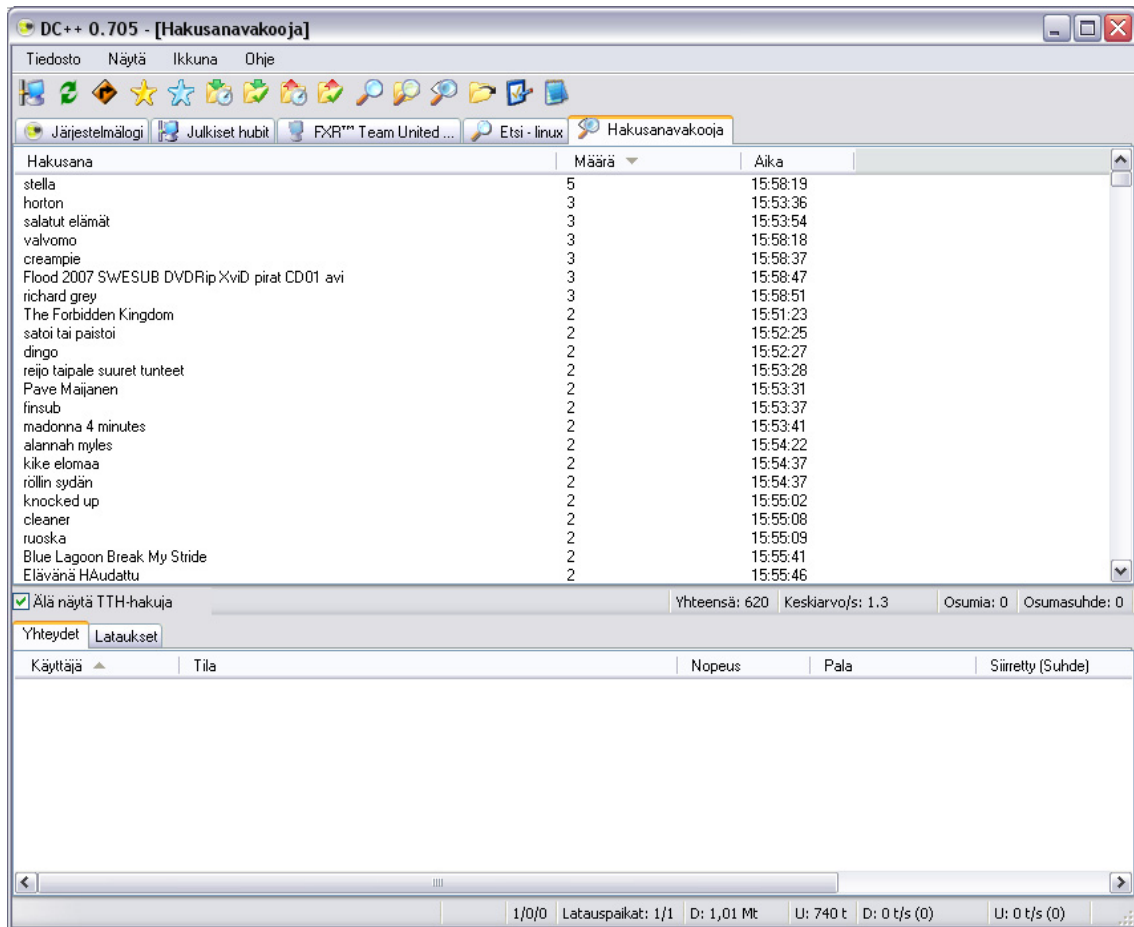 DC++ 0.705 - [Hakusanavakooja]
Tiedosto Näytä Ikkuna Ohje
Järjestelmälogi Julkiset hubit FXR™ Team United ... Etsi - linux Hakusanavakooja
Hakusana Määrä Aika
stella 5 15:58:19
horton 3 15:53:36
salatut elämät 3 15:53:54
valvomo 3 15:58:18
creampie 3 15:58:37
Flood 2007 SWESUB DVDRip XviD pirat CD01 avi 3 15:58:47
richard grey 3 15:58:51
The Forbidden Kingdom 2 15:51:23
satoi tai paistoi 2 15:52:25
dingo 2 15:52:27
reijo taipale suuret tunteet 2 15:53:28
Pave Maijanen 2 15:53:31
finsub 2 15:53:37
madonna 4 minutes 2 15:53:41
alannah myles 2 15:54:22
kike elomaa 2 15:54:37
röllin sydän 2 15:54:37
knocked up 2 15:55:02
cleaner 2 15:55:08
ruoska 2 15:55:09
Blue Lagoon Break My Stride 2 15:55:41
Elävänä HAudattu 2 15:55:46
Älä näytä TTH-hakuja Yhteensä: 620 Keskiarvo/s: 1.3 Osumia: 0 Osumasuhde: 0
Yhteydet Lataukset
Käyttäjä Tila Nopeus Pala Siirretty (Suhde)
1/0/0 Latauspaikat: 1/1 D: 1,01 Mt U: 740 t D: 0 t/s (0) U: 0 t/s (0)